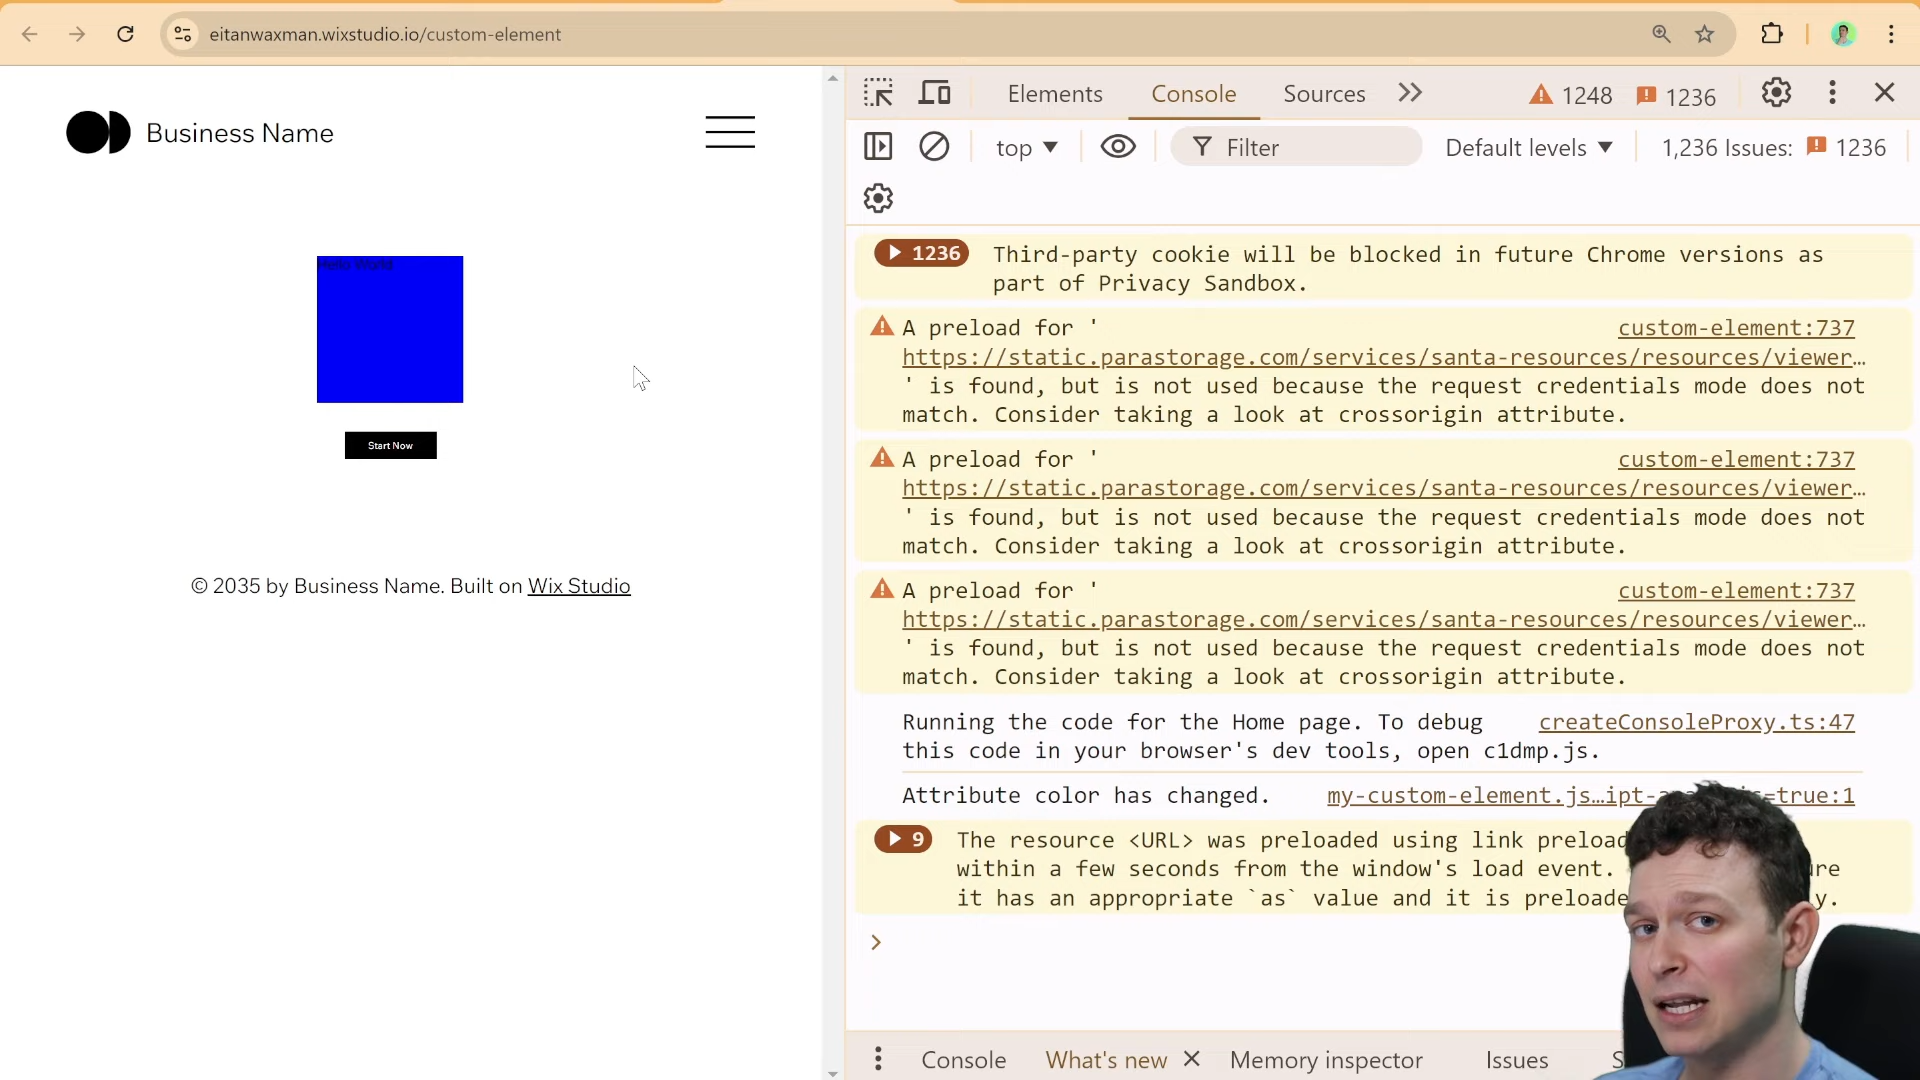 eitanwaxman.wixstudio.io/custom-element
Business Name
Hello World
Start Now
© 2035 by Business Name. Built on Wix Studio
Elements Console Sources 1248 1236
top Filter Default levels 1,236 Issues: 1236
1236 Third-party cookie will be blocked in future Chrome versions as
part of Privacy Sandbox.
A preload for ' custom-element:737
https://static.parastorage.com/services/santa-resources/resources/viewer…
' is found, but is not used because the request credentials mode does not
match. Consider taking a look at crossorigin attribute.
A preload for ' custom-element:737
https://static.parastorage.com/services/santa-resources/resources/viewer…
' is found, but is not used because the request credentials mode does not
match. Consider taking a look at crossorigin attribute.
A preload for ' custom-element:737
https://static.parastorage.com/services/santa-resources/resources/viewer…
' is found, but is not used because the request credentials mode does not
match. Consider taking a look at crossorigin attribute.
Running the code for the Home page. To debug createConsoleProxy.ts:47
this code in your browser's dev tools, open c1dmp.js.
Attribute color has changed. my-custom-element.js…ipt- =true:1
9 The resource <URL> was preloaded using link preload
within a few seconds from the window's load event.
it has an appropriate `as` value and it is preloade y.
Console What's new Memory inspector Issues